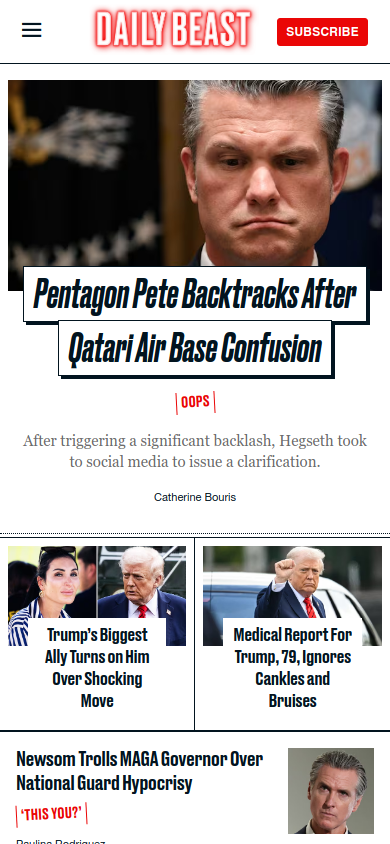 DAILY BEAST
SUBSCRIBE
Pentagon Pete Backtracks After
Qatari Air Base Confusion
OOPS
After triggering a significant backlash, Hegseth took
to social media to issue a clarification.
Catherine Bouris
Trump's Biggest
Ally Turns on Him
Over Shocking
Move
Medical Report For
Trump, 79, Ignores
Cankles and
Bruises
Newsom Trolls MAGA Governor Over
National Guard Hypocrisy
'THIS YOU?'
Paulina Rodriguez